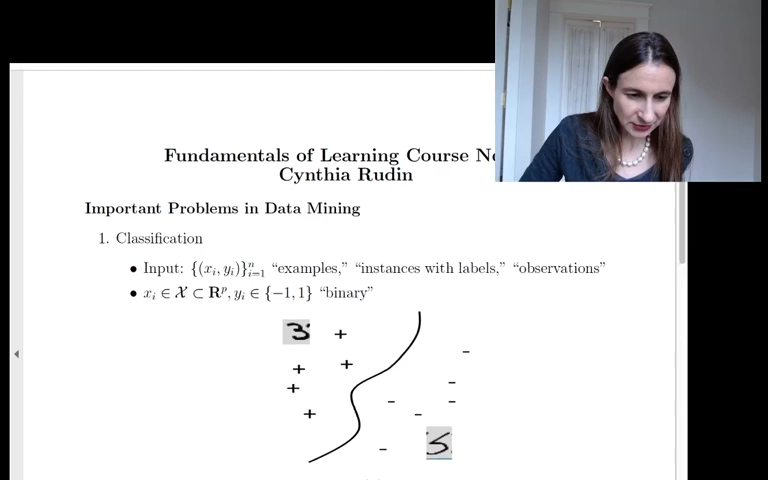 Fundamentals of Learning Course
Cynthia Rudin
Important Problems in Data Mining
1. Classification
• Input: {(xᵢ, yᵢ)}ⁿᵢ₌₁ “examples,” “instances with labels,” “observations”
• xᵢ ∈ 𝒳 ⊂ Rᵖ, yᵢ ∈ {−1, 1} “binary”
3 +
-
+ +
+ -
- -
+ -
- 5